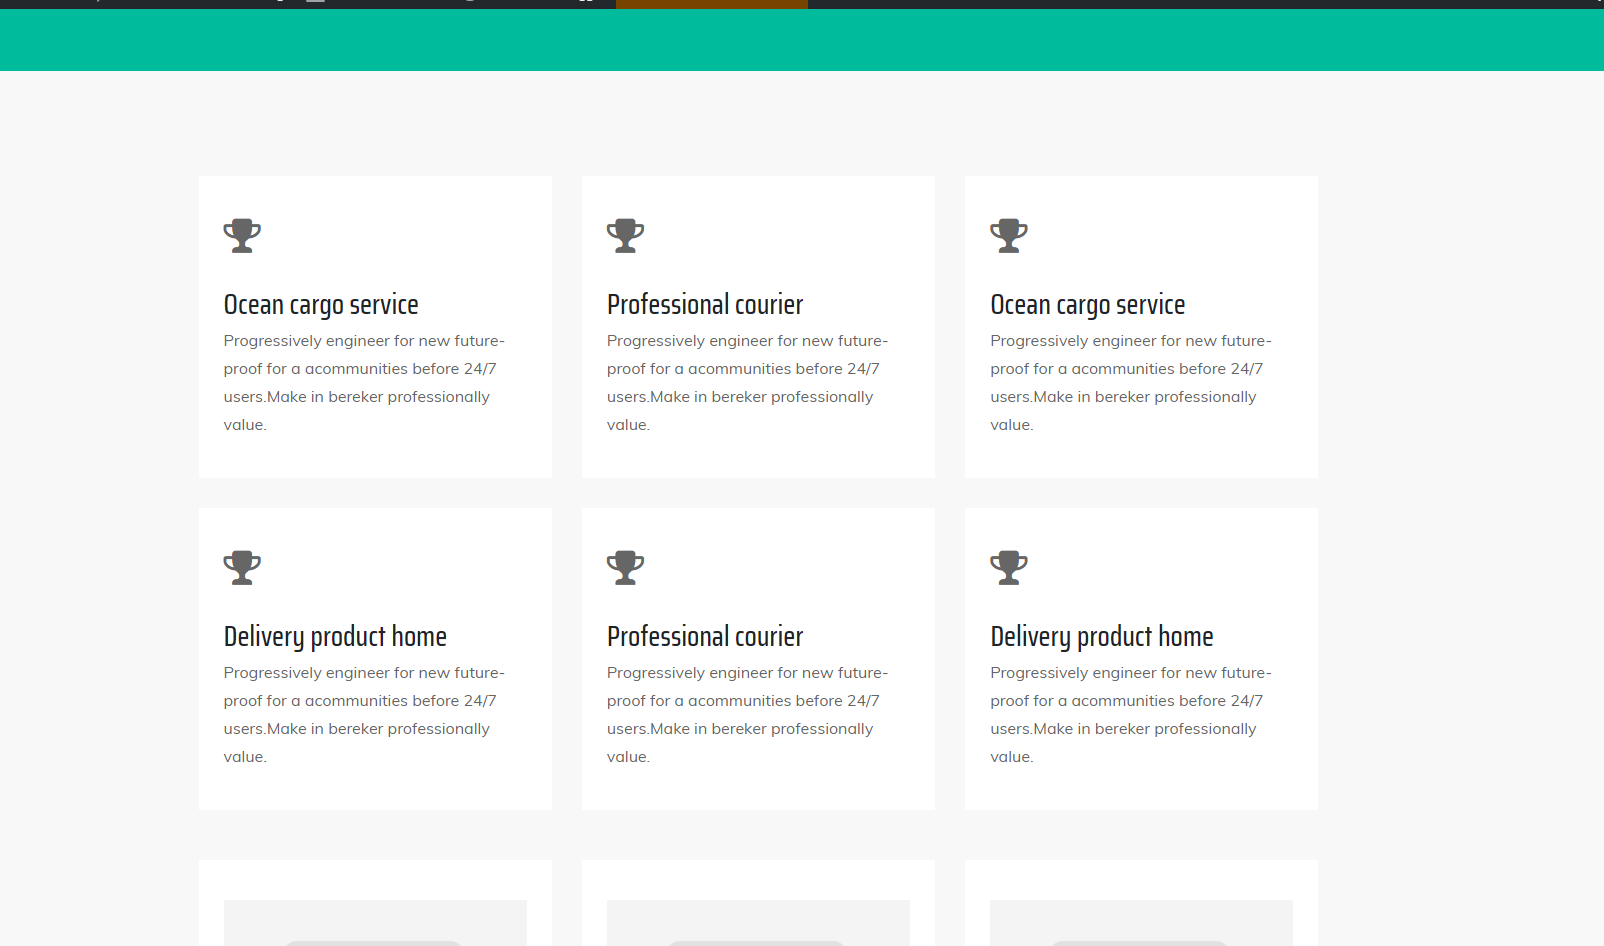 Ocean cargo service
Progressively engineer for new future-
proof for a acommunities before 24/7
users.Make in bereker professionally
value.
Professional courier
Progressively engineer for new future-
proof for a acommunities before 24/7
users.Make in bereker professionally
value.
Ocean cargo service
Progressively engineer for new future-
proof for a acommunities before 24/7
users.Make in bereker professionally
value.
Delivery product home
Progressively engineer for new future-
proof for a acommunities before 24/7
users.Make in bereker professionally
value.
Professional courier
Progressively engineer for new future-
proof for a acommunities before 24/7
users.Make in bereker professionally
value.
Delivery product home
Progressively engineer for new future-
proof for a acommunities before 24/7
users.Make in bereker professionally
value.